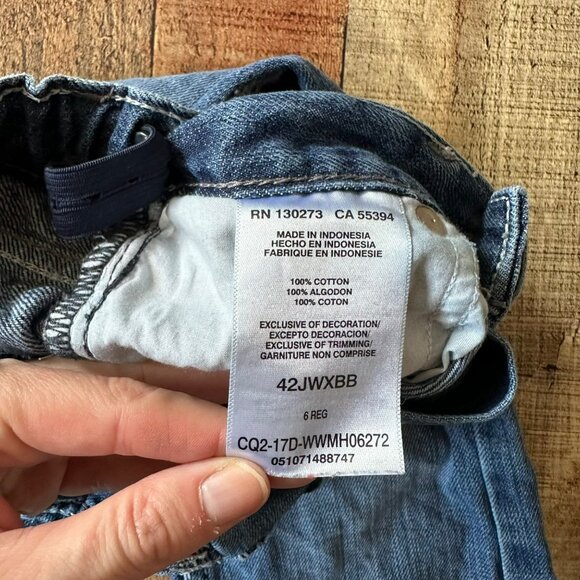 RN 130273 CA 55394
MADE IN INDONESIA
HECHO EN INDONESIA
FABRIQUE EN INDONESIE
100% COTTON
100% ALGODON
100% COTON
EXCLUSIVE OF DECORATION/
EXCEPTO DECORACION/
EXCLUSIVE OF TRIMMING/
GARNITURE NON COMPRISE
42JWXBB
6 REG
CQ2-17D-WWMH06272
051071488747